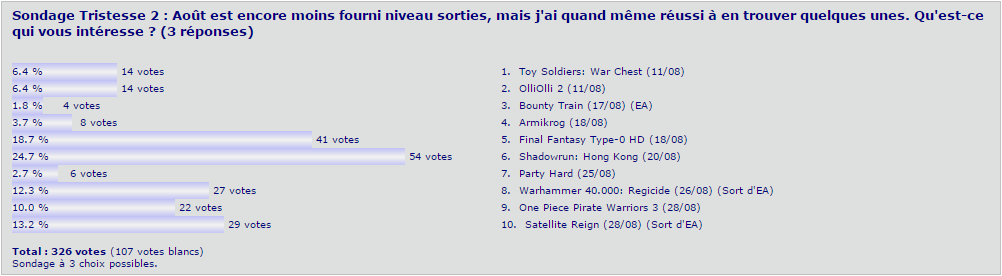 Sondage Tristesse 2 : Août est encore moins fourni niveau sorties, mais j'ai quand même réussi à en trouver quelques unes. Qu'est-ce
qui vous intéresse ? (3 réponses)
6.4 % 14 votes 1. Toy Soldiers: War Chest (11/08)
6.4 % 14 votes 2. OlliOlli 2 (11/08)
1.8 % 4 votes 3. Bounty Train (17/08) (EA)
3.7 % 8 votes 4. Armikrog (18/08)
18.7 % 41 votes 5. Final Fantasy Type-0 HD (18/08)
24.7 % 54 votes 6. Shadowrun: Hong Kong (20/08)
2.7 % 6 votes 7. Party Hard (25/08)
12.3 % 27 votes 8. Warhammer 40.000: Regicide (26/08) (Sort d'EA)
10.0 % 22 votes 9. One Piece Pirate Warriors 3 (28/08)
13.2 % 29 votes 10. Satellite Reign (28/08) (Sort d'EA)
Total : 326 votes (107 votes blancs)
Sondage à 3 choix possibles.